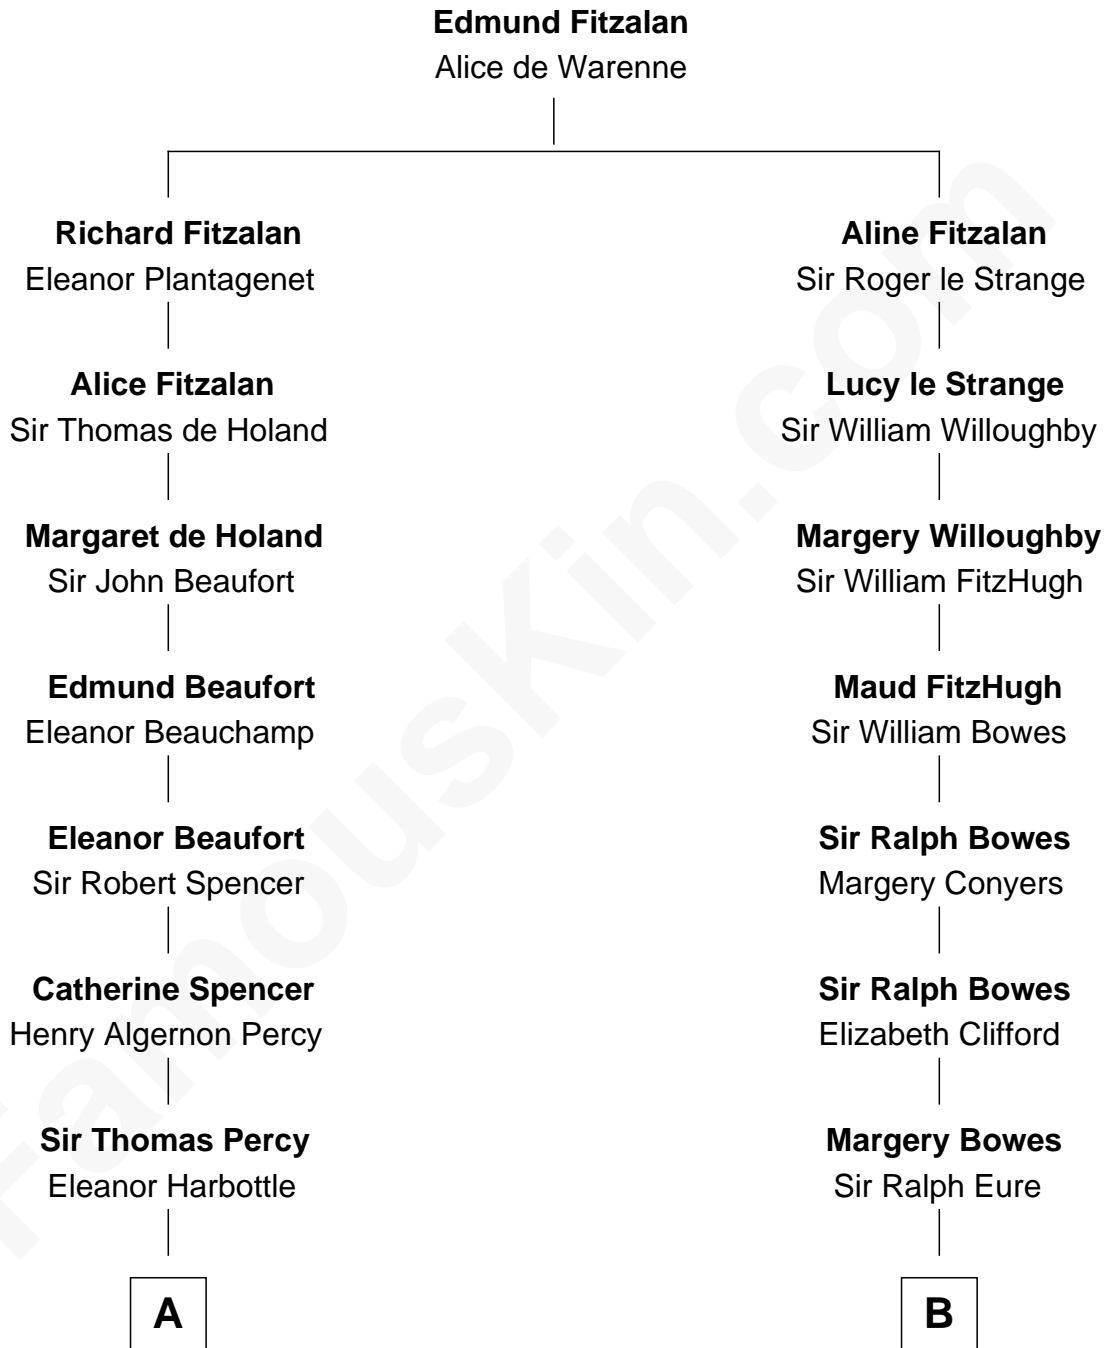 Edmund Fitzalan
Alice de Warenne
Richard Fitzalan
Eleanor Plantagenet
Aline Fitzalan
Sir Roger le Strange
Alice Fitzalan
Sir Thomas de Holand
Lucy le Strange
Sir William Willoughby
Margaret de Holand
Sir John Beaufort
Margery Willoughby
Sir William FitzHugh
Edmund Beaufort
Eleanor Beauchamp
Maud FitzHugh
Sir William Bowes
Eleanor Beaufort
Sir Robert Spencer
Sir Ralph Bowes
Margery Conyers
Catherine Spencer
Henry Algernon Percy
Sir Ralph Bowes
Elizabeth Clifford
Sir Thomas Percy
Eleanor Harbottle
Margery Bowes
Sir Ralph Eure
A
B
FamousKin.com